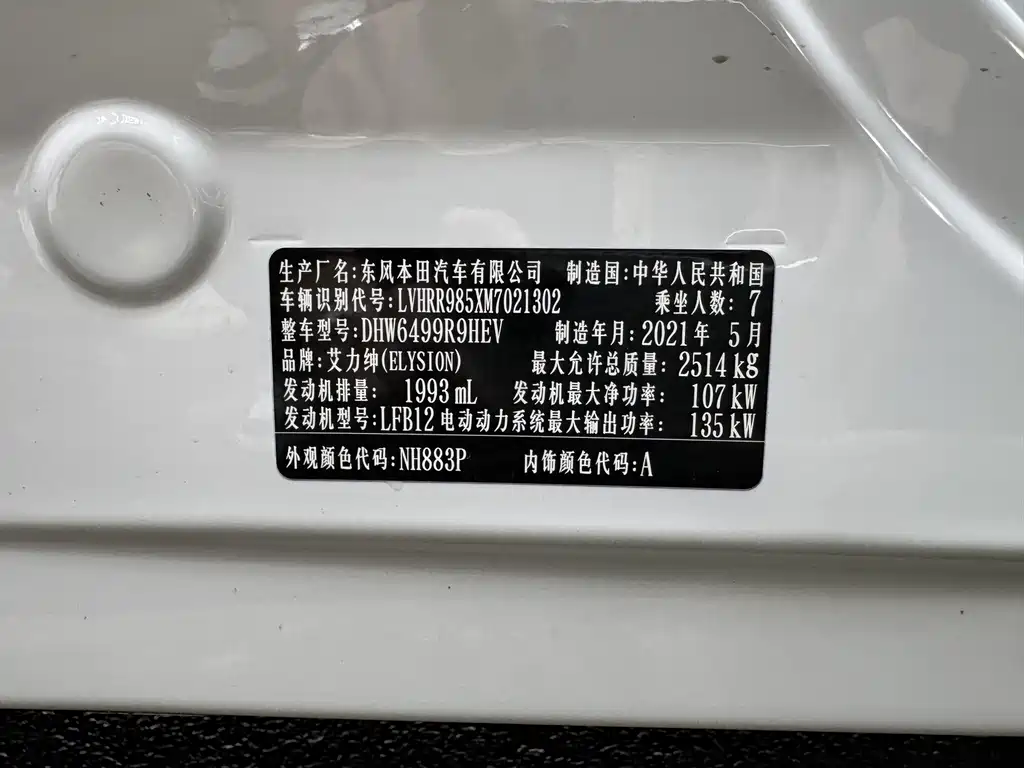 生产厂名:东风本田汽车有限公司 制造国:中华人民共和国
车辆识别代号:LVHRR985XM7021302 乘坐人数: 7
整车型号:DHW6499R9HEV 制造年月:2021年 5月
品牌:艾力绅(ELYSION) 最大允许总质量: 2514kg
发动机排量: 1993mL 发动机最大净功率: 107kW
发动机型号:LFB12 电动动力系统最大输出功率: 135kW
外观颜色代码:NH883P 内饰颜色代码:A